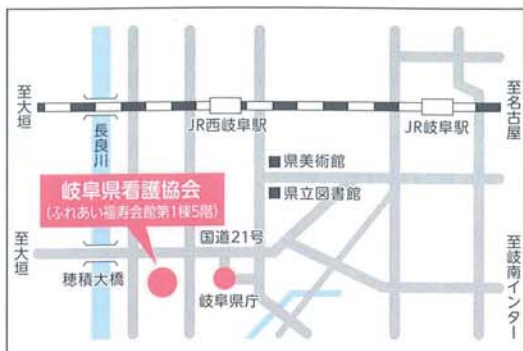 至大垣
至名古屋
JR西岐阜駅
JR岐阜駅
長良川
■県美術館
■県立図書館
岐阜県看護協会
(ふれあい福寿会館第1棟5階)
至大垣
国道21号
穂積大橋
岐阜県庁
至岐南インター